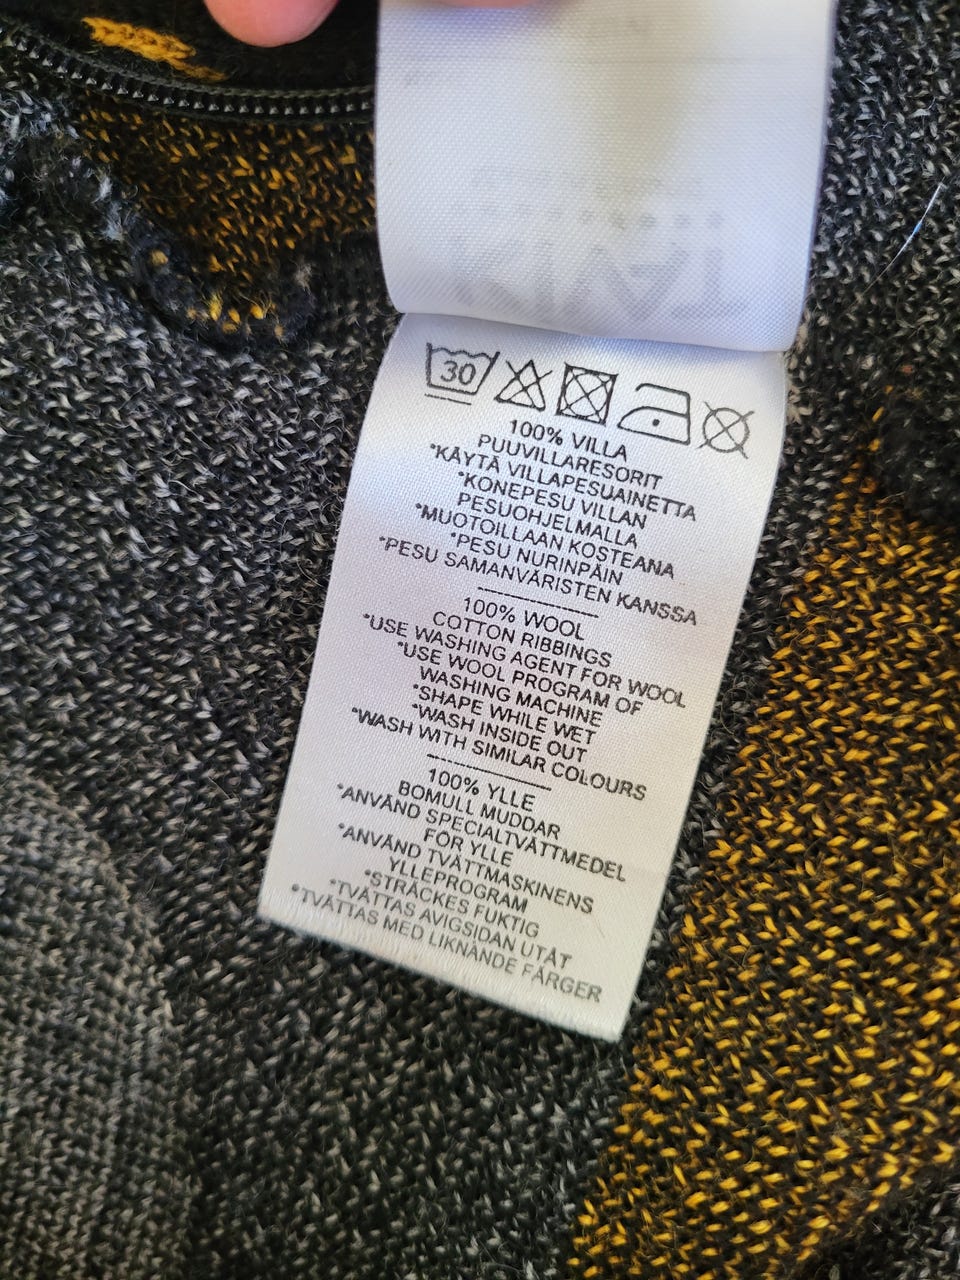 30
100% VILLA
PUUVILLARESORIT
*KÄYTÄ VILLAPESUAINETTA
*KONEPESU VILLAN
PESUOHJELMALLA
*MUOTOILLAAN KOSTEANA
*PESU NURINPÄIN
*PESU SAMANVÄRISTEN KANSSA
100% WOOL
COTTON RIBBINGS
*USE WASHING AGENT FOR WOOL
*USE WOOL PROGRAM OF
WASHING MACHINE
*SHAPE WHILE WET
*WASH INSIDE OUT
*WASH WITH SIMILAR COLOURS
100% YLLE
BOMULL MUDDAR
*ANVÄND SPECIALTVÄTTMEDEL
FÖR YLLE
*ANVÄND TVÄTTMASKINENS
YLLEPROGRAM
*STRÄCKES FUKTIG
*TVÄTTAS AVIGSIDAN UTÅT
*TVÄTTAS MED LIKNANDE FÄRGER